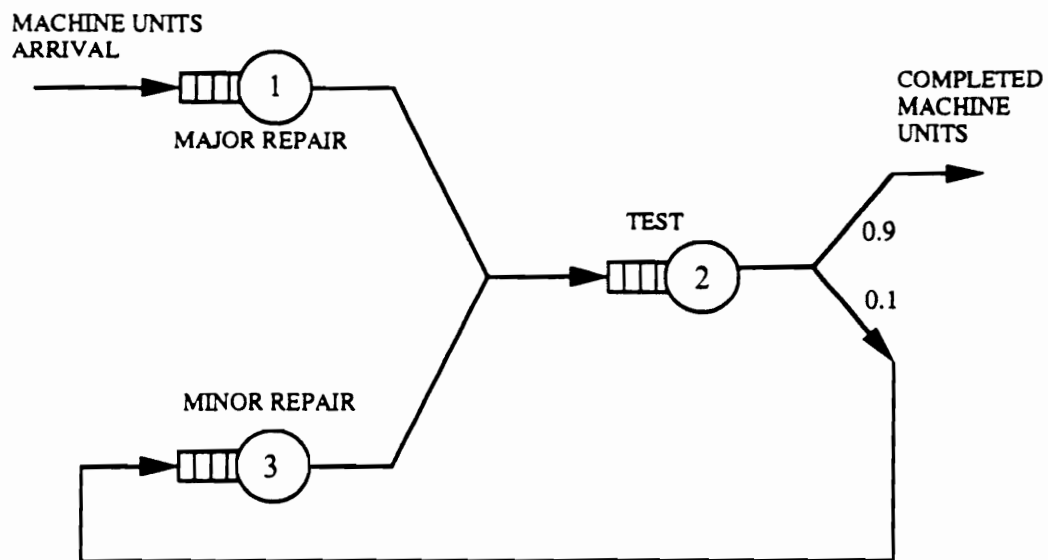 MACHINE UNITS
ARRIVAL
1
MAJOR REPAIR
COMPLETED
MACHINE
UNITS
TEST
2
0.9
0.1
MINOR REPAIR
3